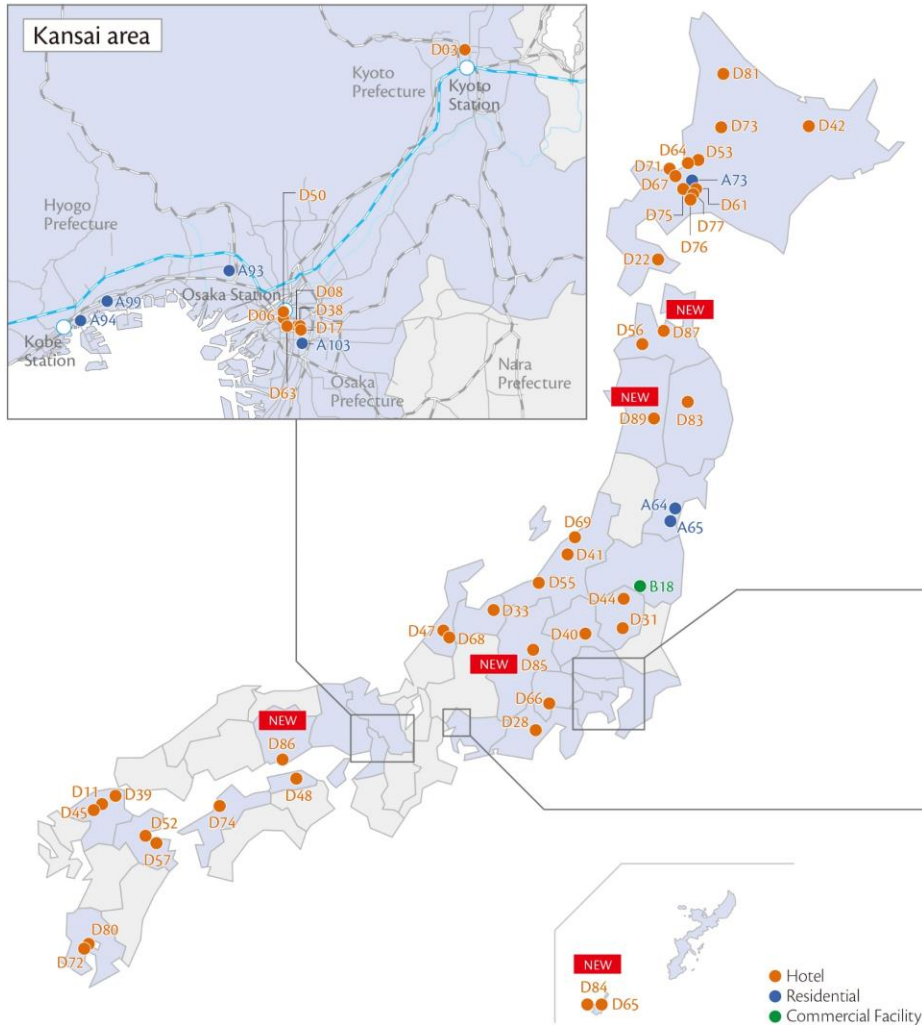 Kansai area
D03
Kyoto
Prefecture
Kyoto
Station
D50
Hyogo
Prefecture
A93
Osaka Station
D08
D38
D06
D17
A99
A94
A103
Kobe
Station
Osaka
Prefecture
Nara
Prefecture
D63
D81
D73
D42
D64
D53
D71
A73
D67
D61
D75
D77
D76
D22
NEW
D56
D87
NEW
D89
D83
A64
A65
D69
D41
D55
B18
D44
D33
D31
D47
D68
D40
NEW
D85
D66
D28
NEW
D86
D48
D11
D39
D45
D74
D52
D57
D80
D72
NEW
D84
D65
Hotel
Residential
Commercial Facility